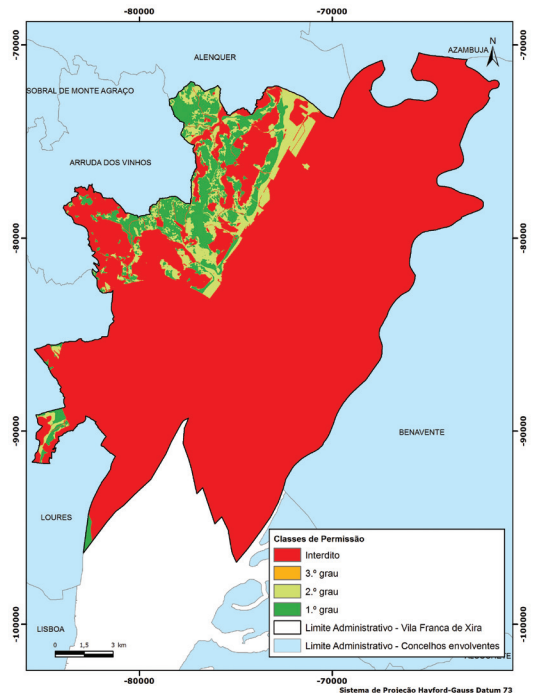 -80000
-70000
-70000
-70000
ALENQUER
AZAMBUJA
N
SOBRAL DE MONTE AGRAÇO
ARRUDA DOS VINHOS
-80000
-80000
-90000
-90000
BENAVENTE
LOURES
Classes de Permissão
Interdito
3.º grau
2.º grau
1.º grau
Limite Administrativo - Vila Franca de Xira
Limite Administrativo - Concelhos envolventes
-100000
-100000
LISBOA
0 1,5 3 km
-80000
-70000
Sistema de Projecão Hayford-Gauss Datum 73